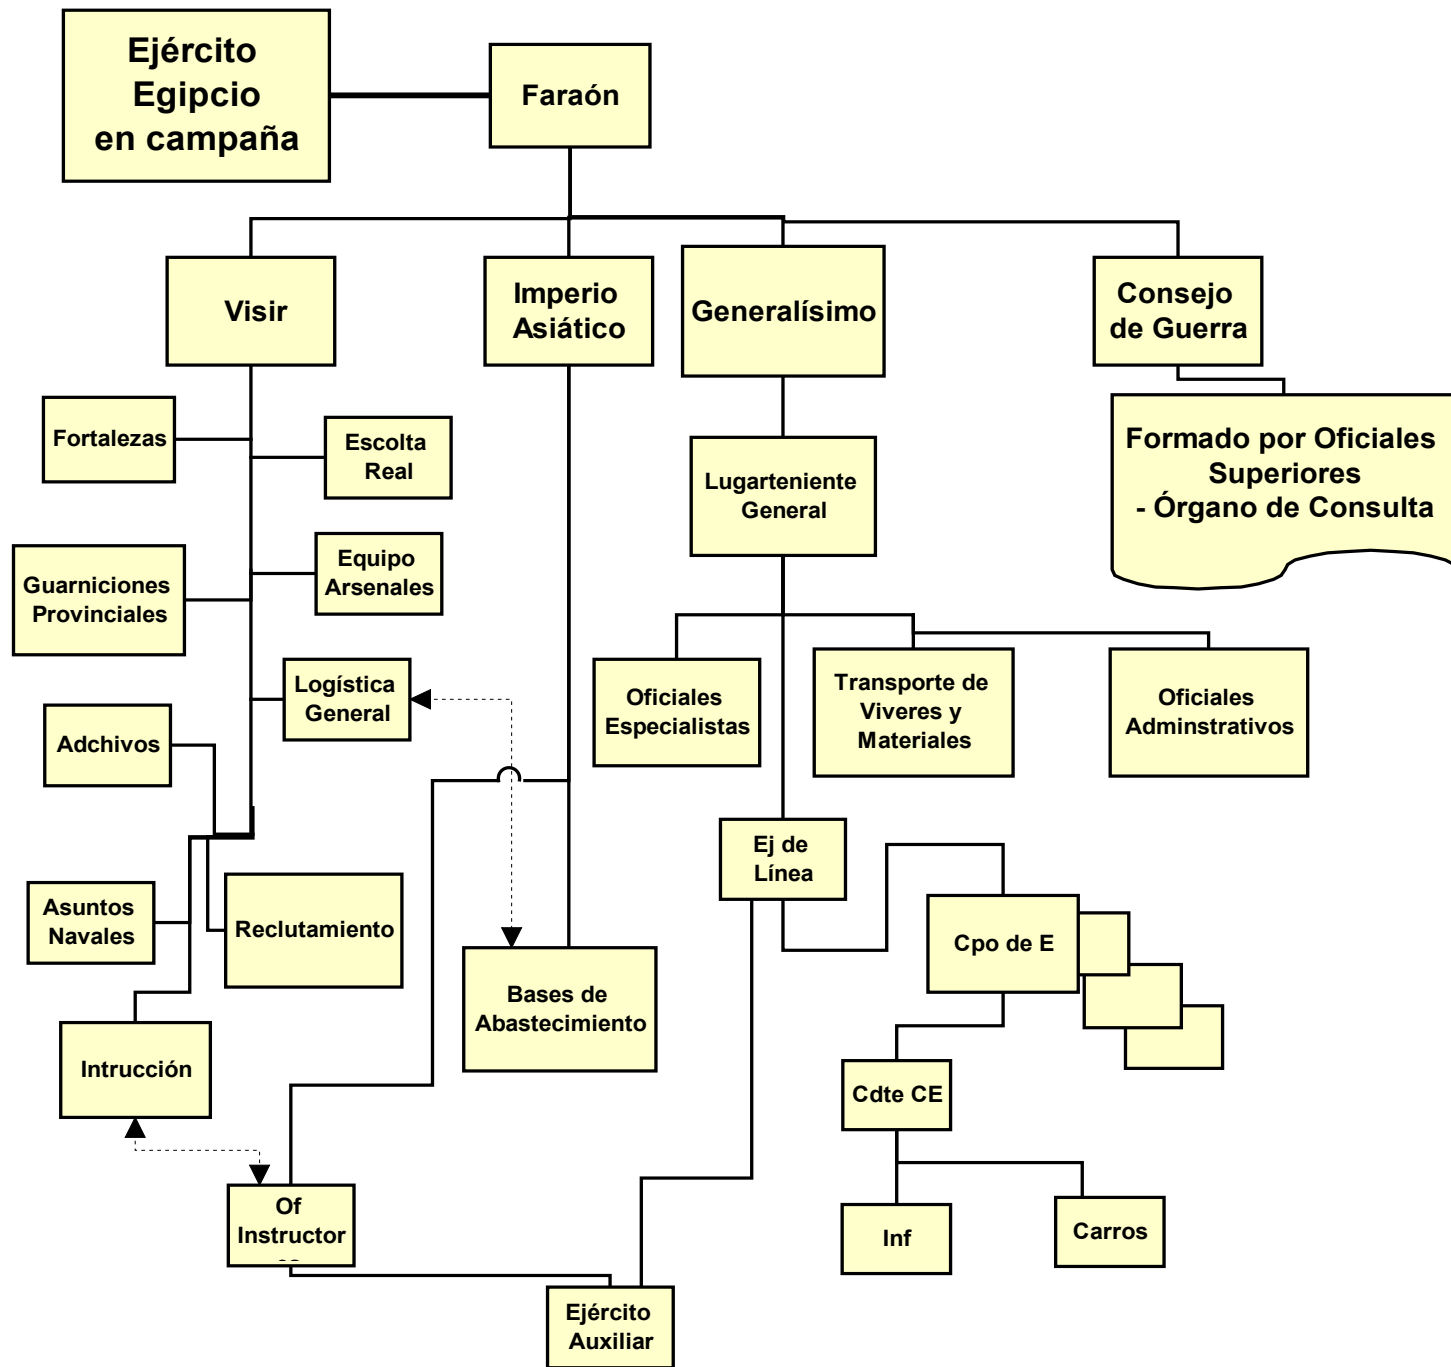 Ejército
Egipcio
en campaña
Faraón
Visir
Imperio
Asiático
Generalísimo
Consejo
de Guerra
Fortalezas
Escolta
Real
Lugarteniente
General
Formado por Oficiales
Superiores
- Órgano de Consulta
Guarniciones
Provinciales
Equipo
Arsenales
Logística
General
Oficiales
Especialistas
Transporte de
Viveres y
Materiales
Oficiales
Adminstrativos
Adchivos
Ej de
Línea
Asuntos
Navales
Reclutamiento
Cpo de E
Bases de
Abastecimiento
Intrucción
Cdte CE
Of
Instructor
Inf
Carros
Ejército
Auxiliar